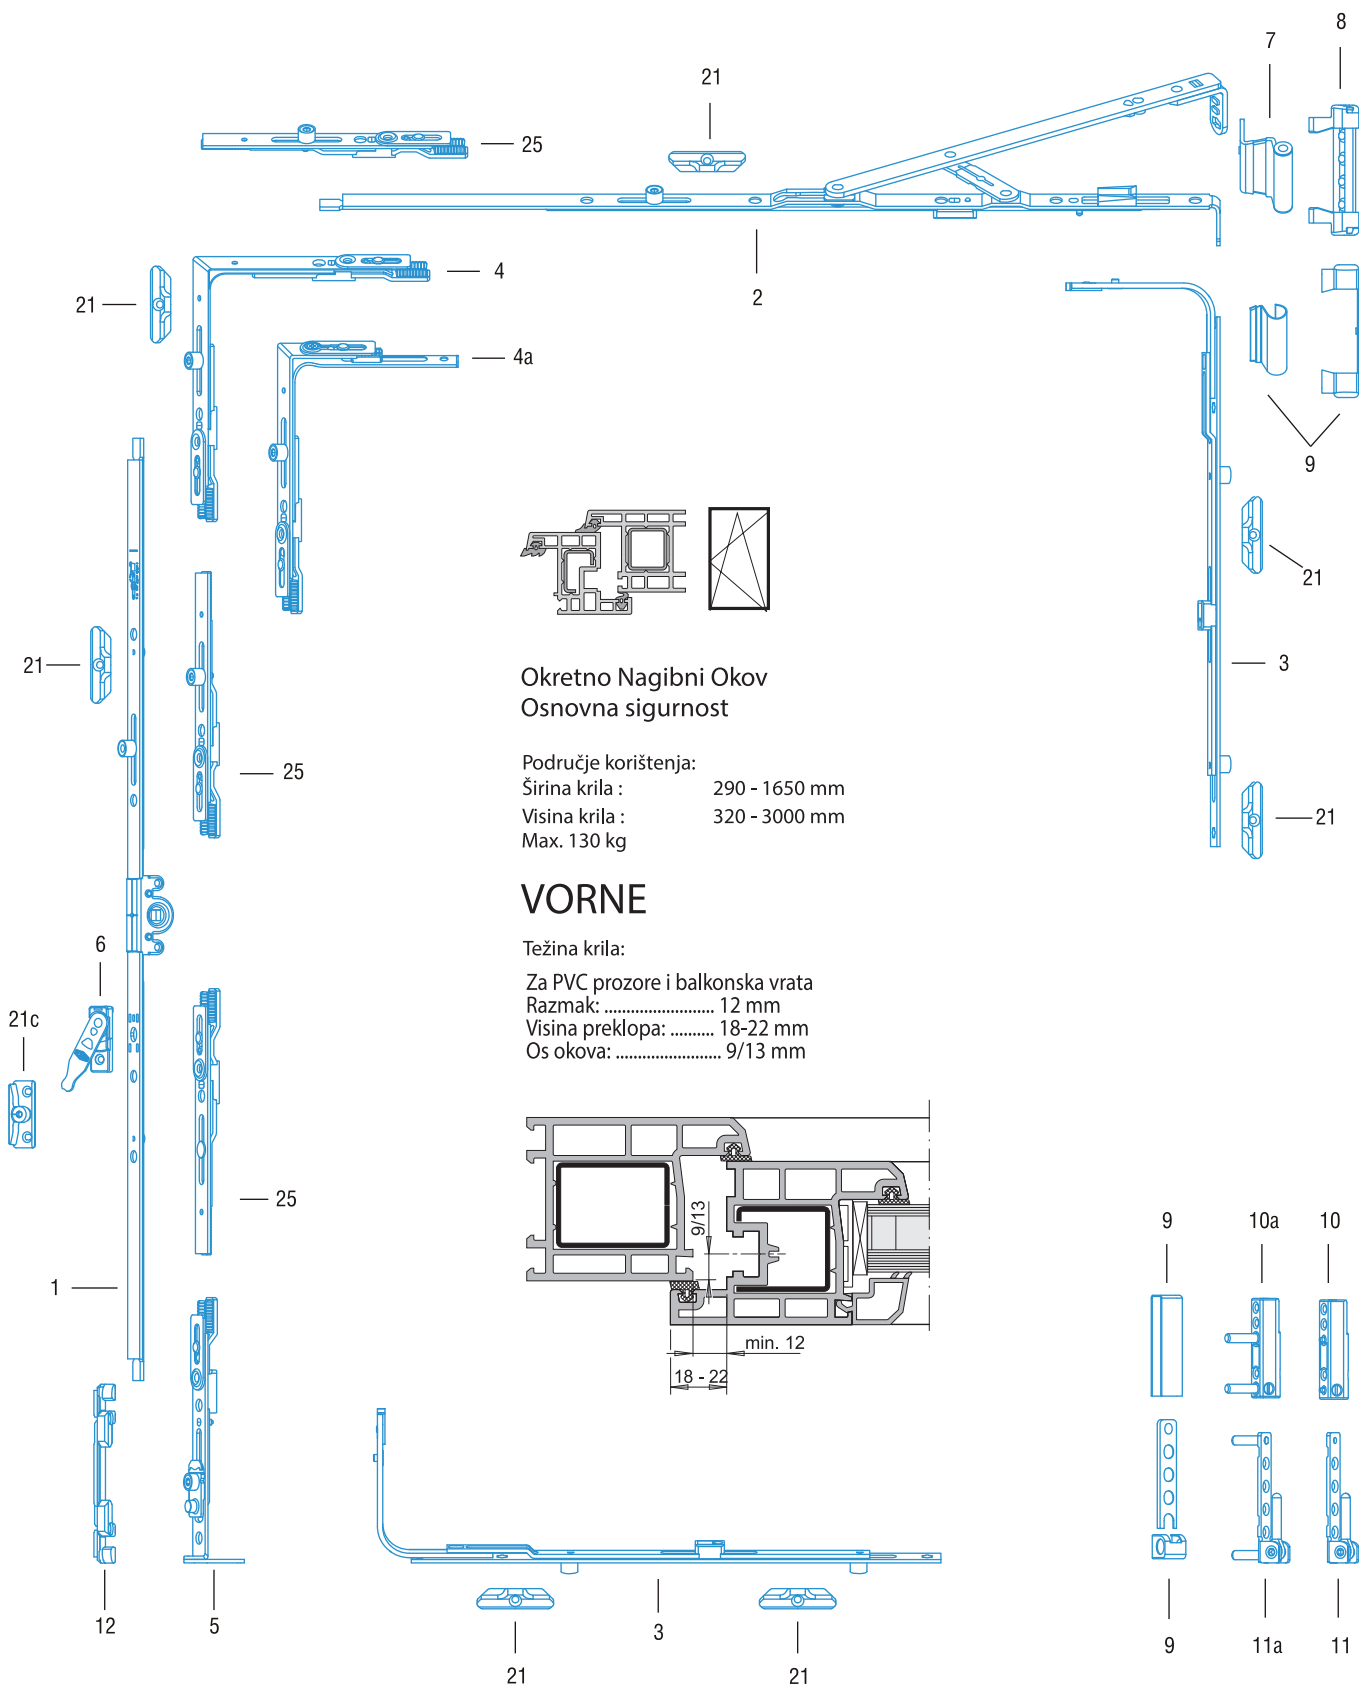 8
7
21
25
2
4
21
4a
9
21
3
21
25
21
Okretno Nagibni Okov
Osnovna sigurnost
Područje korištenja:
Širina krila : 290 - 1650 mm
Visina krila : 320 - 3000 mm
Max. 130 kg
VORNE
Težina krila:
Za PVC prozore i balkonska vrata
Razmak: ......................... 12 mm
Visina preklopa: .......... 18-22 mm
Os okova: ........................ 9/13 mm
6
21c
25
1
9/13
min. 12
18 - 22
9 10a 10
12
5
3
21
21
9 11a 11